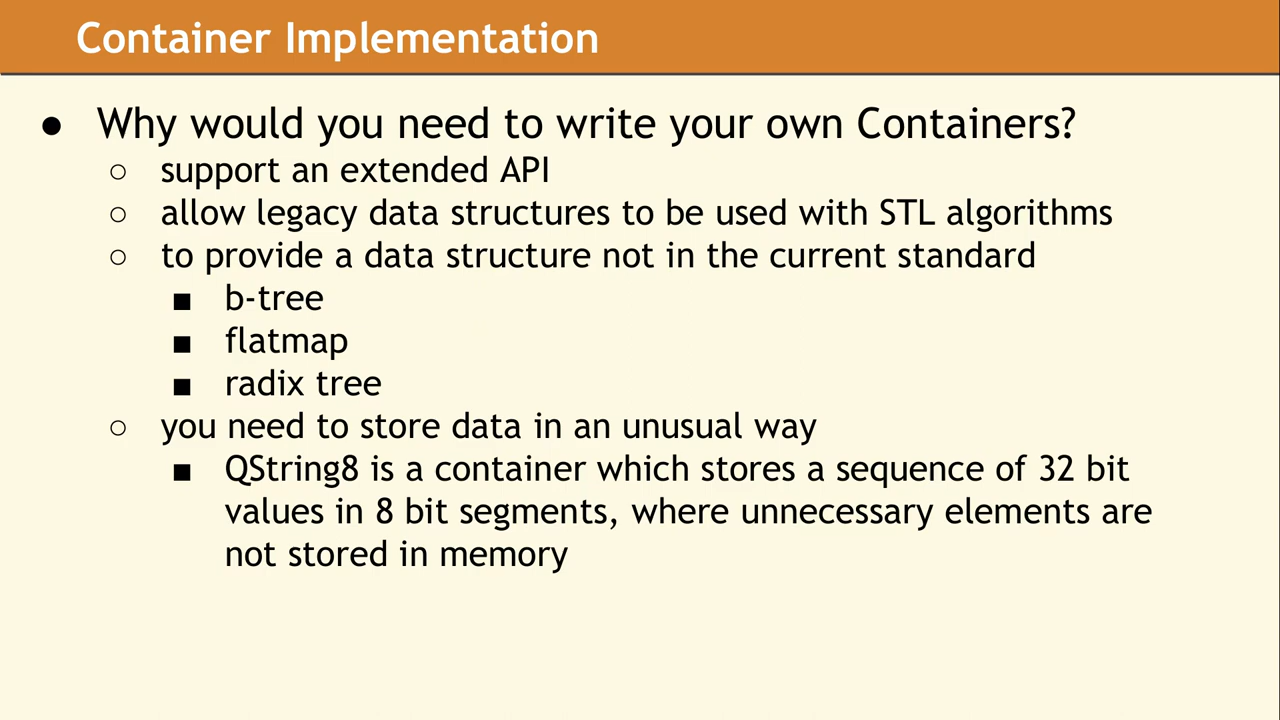 Container Implementation
● Why would you need to write your own Containers?
○ support an extended API
○ allow legacy data structures to be used with STL algorithms
○ to provide a data structure not in the current standard
■ b-tree
■ flatmap
■ radix tree
○ you need to store data in an unusual way
■ QString8 is a container which stores a sequence of 32 bit
values in 8 bit segments, where unnecessary elements are
not stored in memory